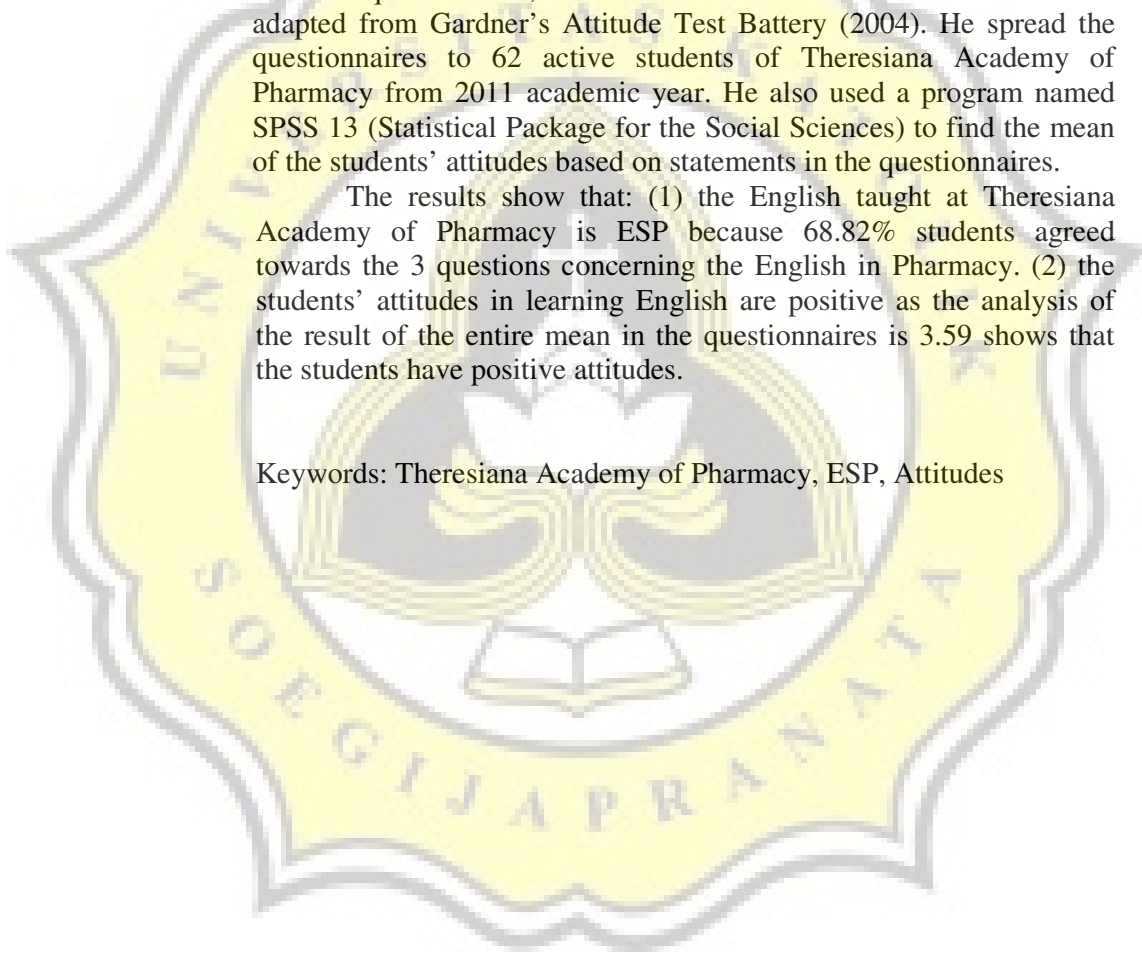 adapted from Gardner’s Attitude Test Battery (2004). He spread the
questionnaires to 62 active students of Theresiana Academy of
Pharmacy from 2011 academic year. He also used a program named
SPSS 13 (Statistical Package for the Social Sciences) to find the mean
of the students’ attitudes based on statements in the questionnaires.
The results show that: (1) the English taught at Theresiana
Academy of Pharmacy is ESP because 68.82% students agreed
towards the 3 questions concerning the English in Pharmacy. (2) the
students’ attitudes in learning English are positive as the analysis of
the result of the entire mean in the questionnaires is 3.59 shows that
the students have positive attitudes.
Keywords: Theresiana Academy of Pharmacy, ESP, Attitudes
SOEGIJAPRANATA